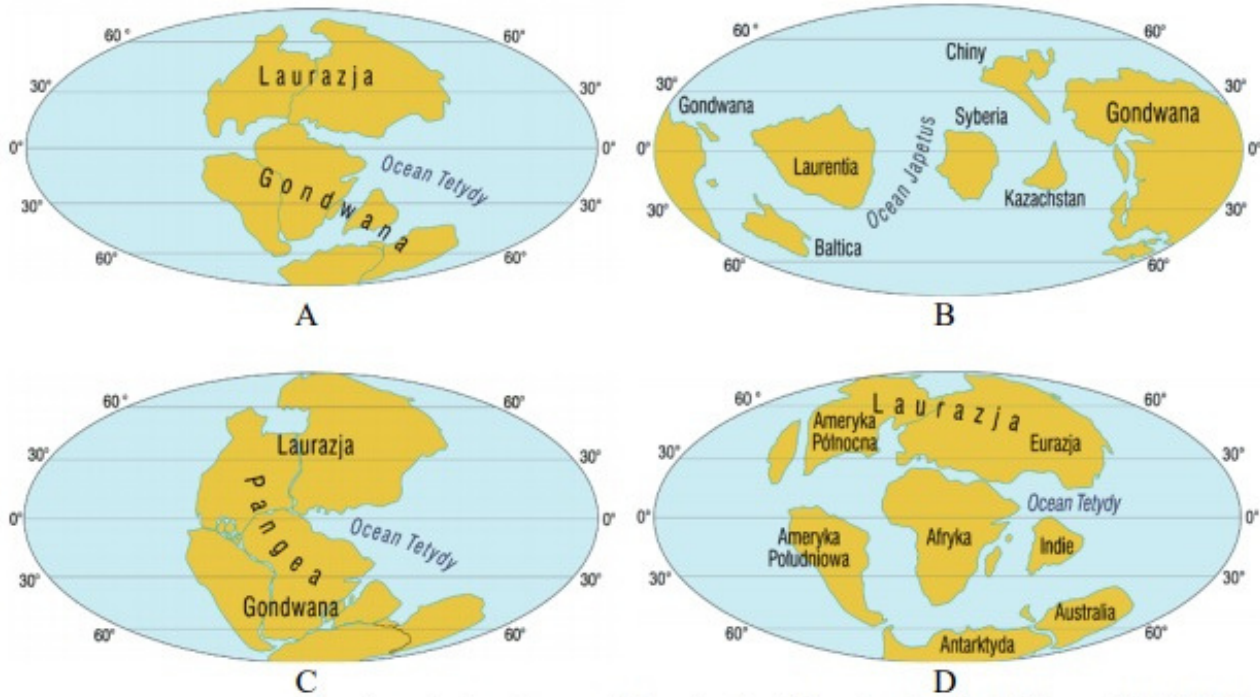 60°
60°
Laurazja
30°
30°
0°
0°
Ocean Tetydy
Gondwana
30°
30°
60°
60°
A
60°
60°
Chiny
30°
30°
Gondwana
Gondwana
Syberia
0°
0°
Laurentia
Ocean Japetus
Kazachstan
30°
30°
Baltica
60°
60°
B
60°
60°
Laurazja
30°
30°
Pangea
0°
0°
Ocean Tetydy
30°
30°
Gondwana
60°
60°
C
60°
60°
Laurazja
Ameryka
Północna
Eurazja
30°
30°
Ocean Tetydy
0°
0°
Ameryka
Południowa
Afryka
Indie
30°
30°
Australia
60°
60°
Antarktyda
D